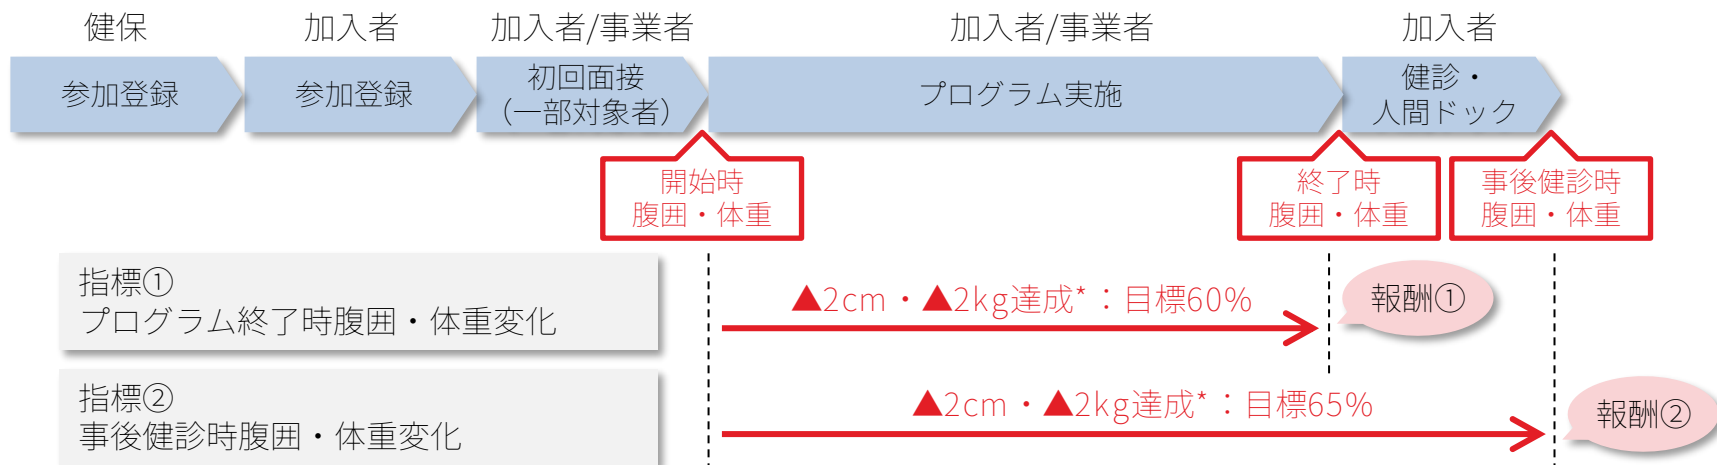 健保
加入者
加入者/事業者
加入者/事業者
加入者
参加登録
参加登録
初回面接
（一部対象者）
プログラム実施
健診・
人間ドック
開始時
腹囲・体重
終了時
腹囲・体重
事後健診時
腹囲・体重
指標①
プログラム終了時腹囲・体重変化
▲2cm・▲2kg達成*：目標60%
報酬①
指標②
事後健診時腹囲・体重変化
▲2cm・▲2kg達成*：目標65%
報酬②